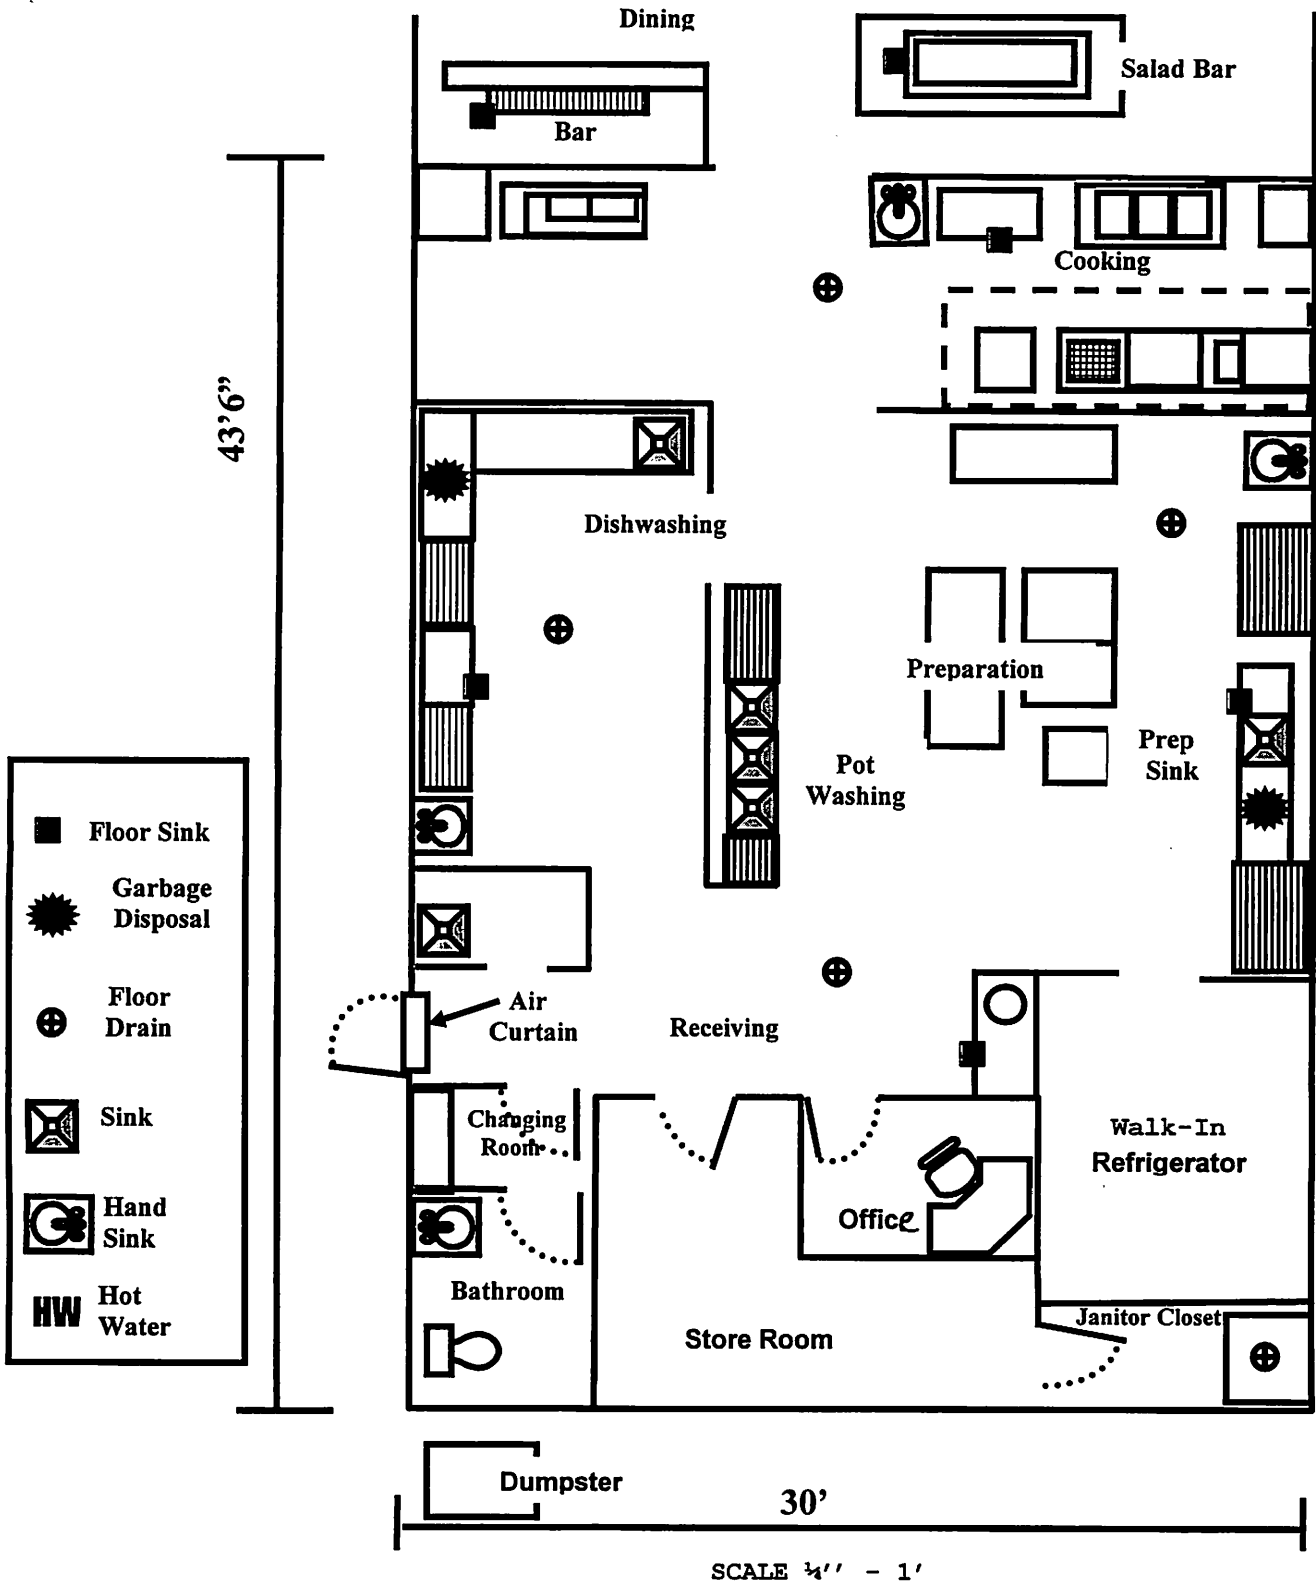 Dining
Salad Bar
Bar
Cooking
43'6”
Dishwashing
Preparation
Prep
Sink
Pot
Washing
Floor Sink
Garbage
Disposal
Floor
Drain
Sink
Hand
Sink
HW Hot
Water
Air
Curtain
Receiving
Changing
Room
Walk-In
Refrigerator
Office
Bathroom
Janitor Closet
Store Room
Dumpster
30'
SCALE ¼'' - 1'